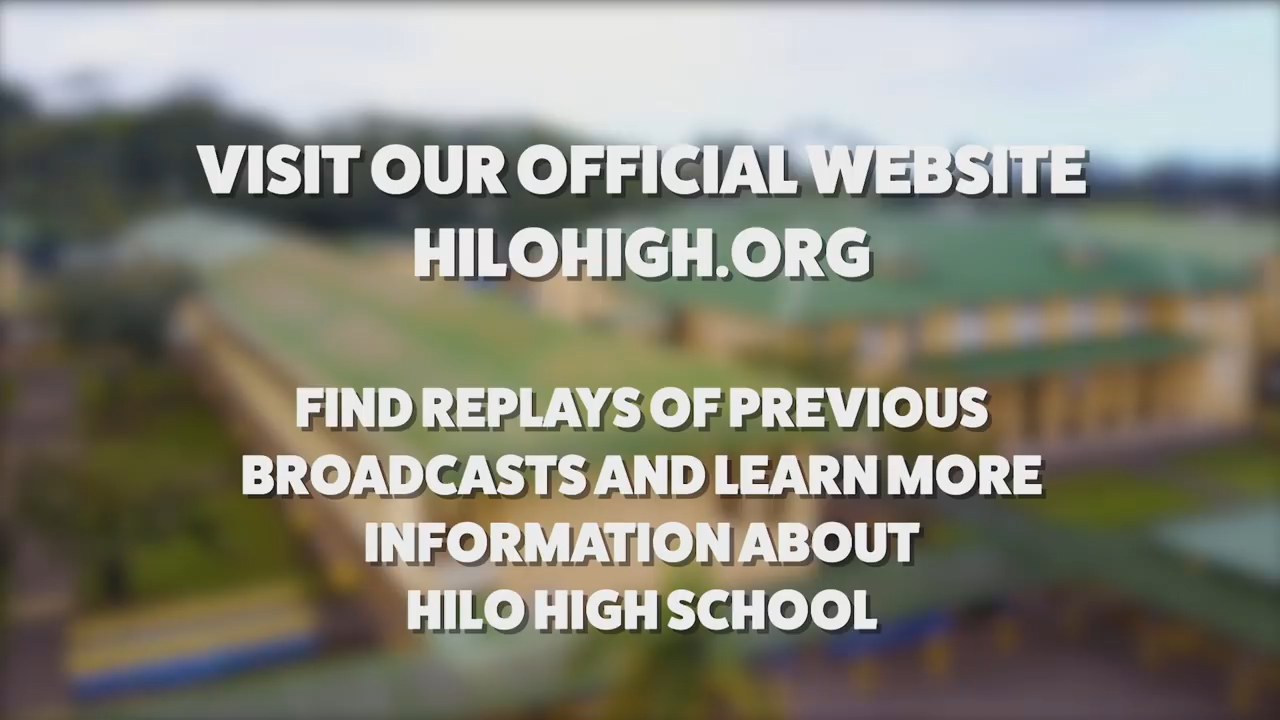 VISIT OUR OFFICIAL WEBSITE
HILOHIGH.ORG
FIND REPLAYS OF PREVIOUS
BROADCASTS AND LEARN MORE
INFORMATION ABOUT
HILO HIGH SCHOOL